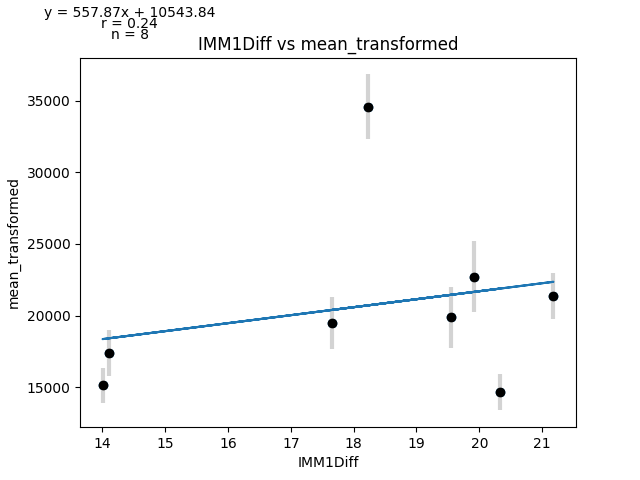 y = 557.87x + 10543.84
r = 0.24
n = 8
IMM1Diff vs mean_transformed
mean_transformed
35000
30000
25000
20000
15000
14 15 16 17 18 19 20 21
IMM1Diff